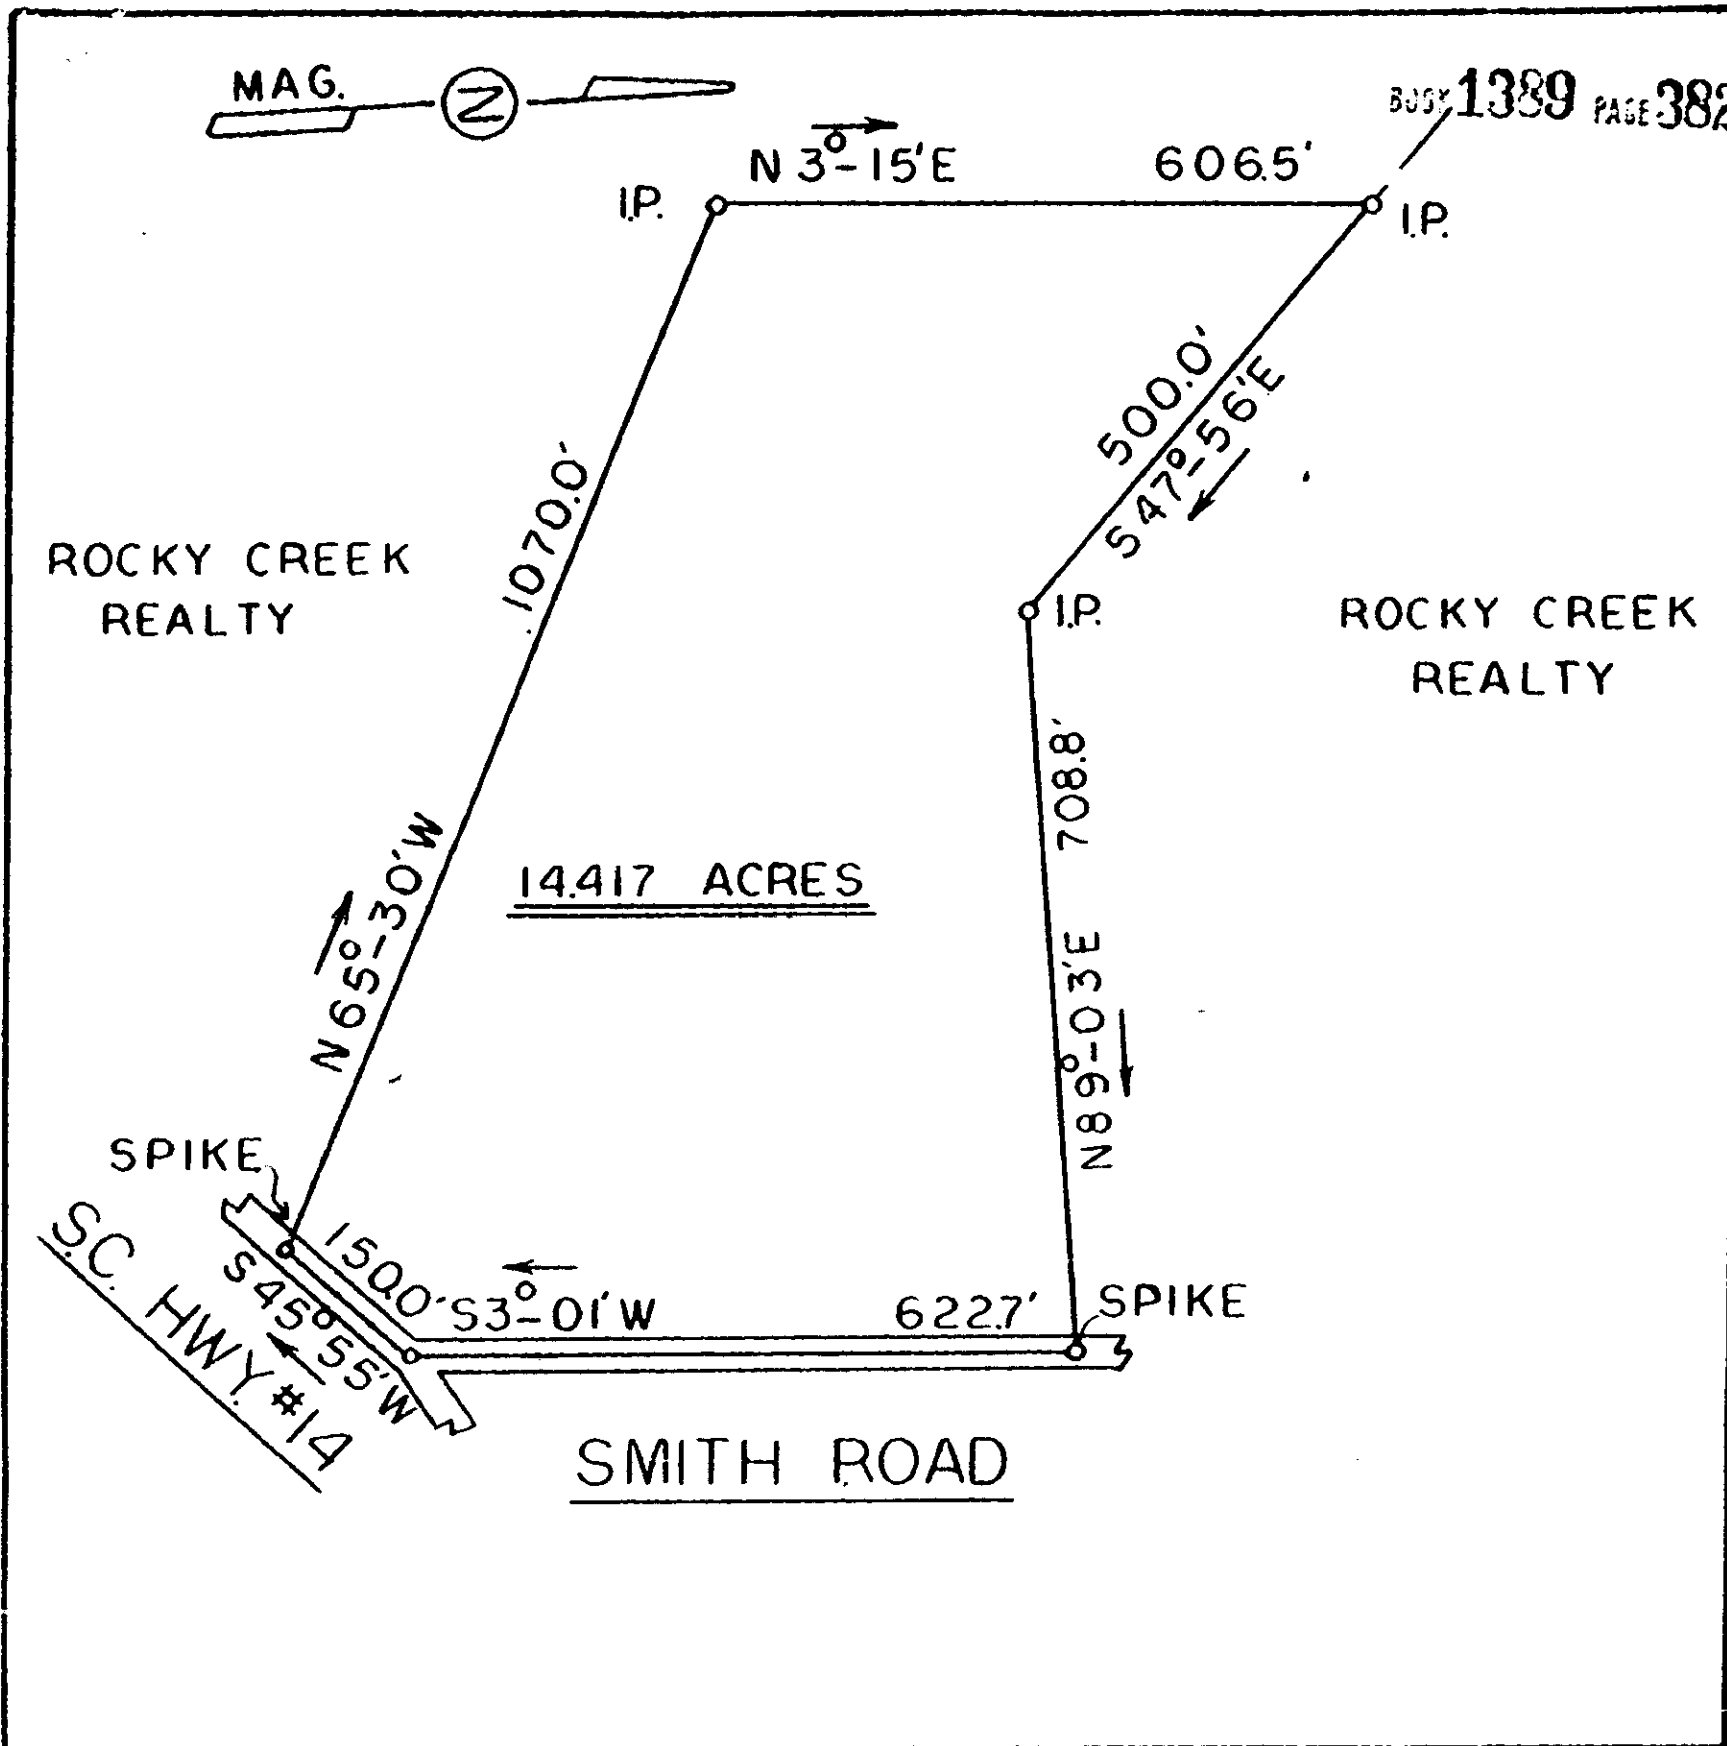 MAG.
N
BOOK 1389 PAGE 382
N 3°-15'E 606.5'
I.P.
I.P.
500.0'
S 47°-56'E
I.P.
1070.0'
N 65°-30'W
ROCKY CREEK
REALTY
ROCKY CREEK
REALTY
708.8'
N89°-03'E
14.417 ACRES
SPIKE
150.0'
S 45°55'W
S.C. HWY. #14
S3°-01'W 622.7'
SPIKE
SMITH ROAD